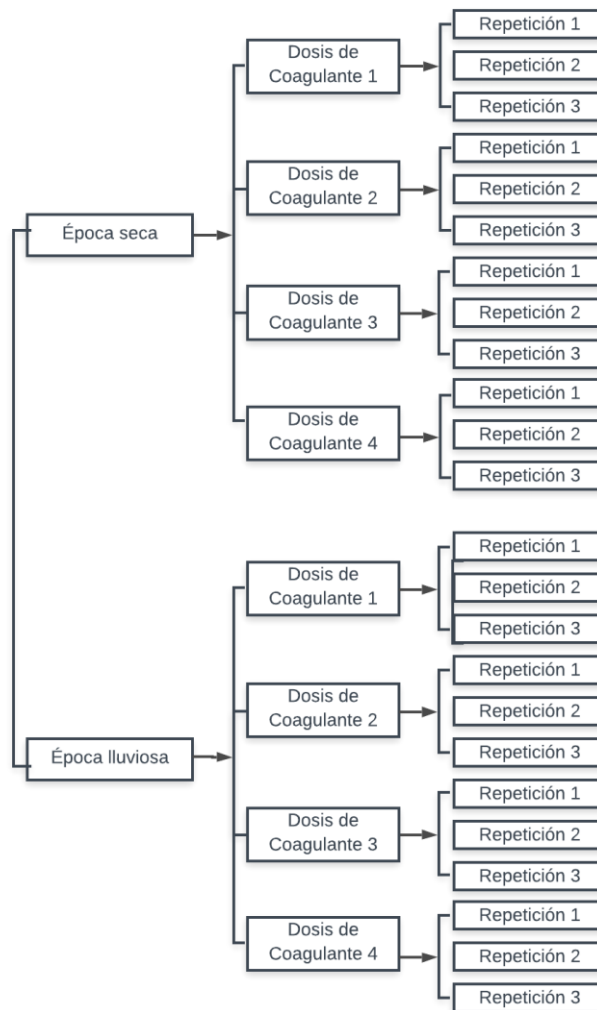 Época seca
Dosis de
Coagulante 1
Repetición 1
Repetición 2
Repetición 3
Dosis de
Coagulante 2
Repetición 1
Repetición 2
Repetición 3
Dosis de
Coagulante 3
Repetición 1
Repetición 2
Repetición 3
Dosis de
Coagulante 4
Repetición 1
Repetición 2
Repetición 3
Época lluviosa
Dosis de
Coagulante 1
Repetición 1
Repetición 2
Repetición 3
Dosis de
Coagulante 2
Repetición 1
Repetición 2
Repetición 3
Dosis de
Coagulante 3
Repetición 1
Repetición 2
Repetición 3
Dosis de
Coagulante 4
Repetición 1
Repetición 2
Repetición 3